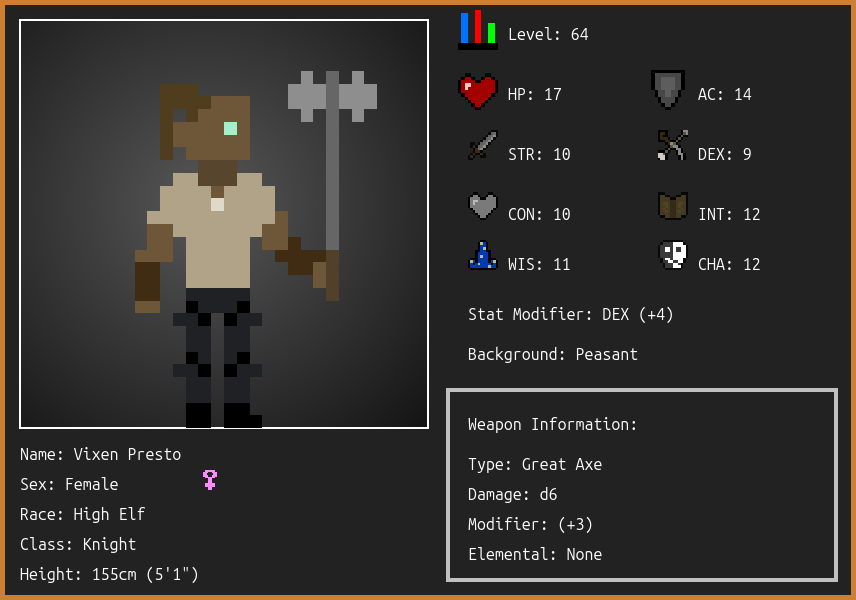 Level: 64
HP: 17
AC: 14
STR: 10
DEX: 9
CON: 10
INT: 12
WIS: 11
CHA: 12
Stat Modifier: DEX (+4)
Background: Peasant
Weapon Information:
Type: Great Axe
Damage: d6
Modifier: (+3)
Elemental: None
Name: Vixen Presto
Sex: Female
Race: High Elf
Class: Knight
Height: 155cm (5'1")